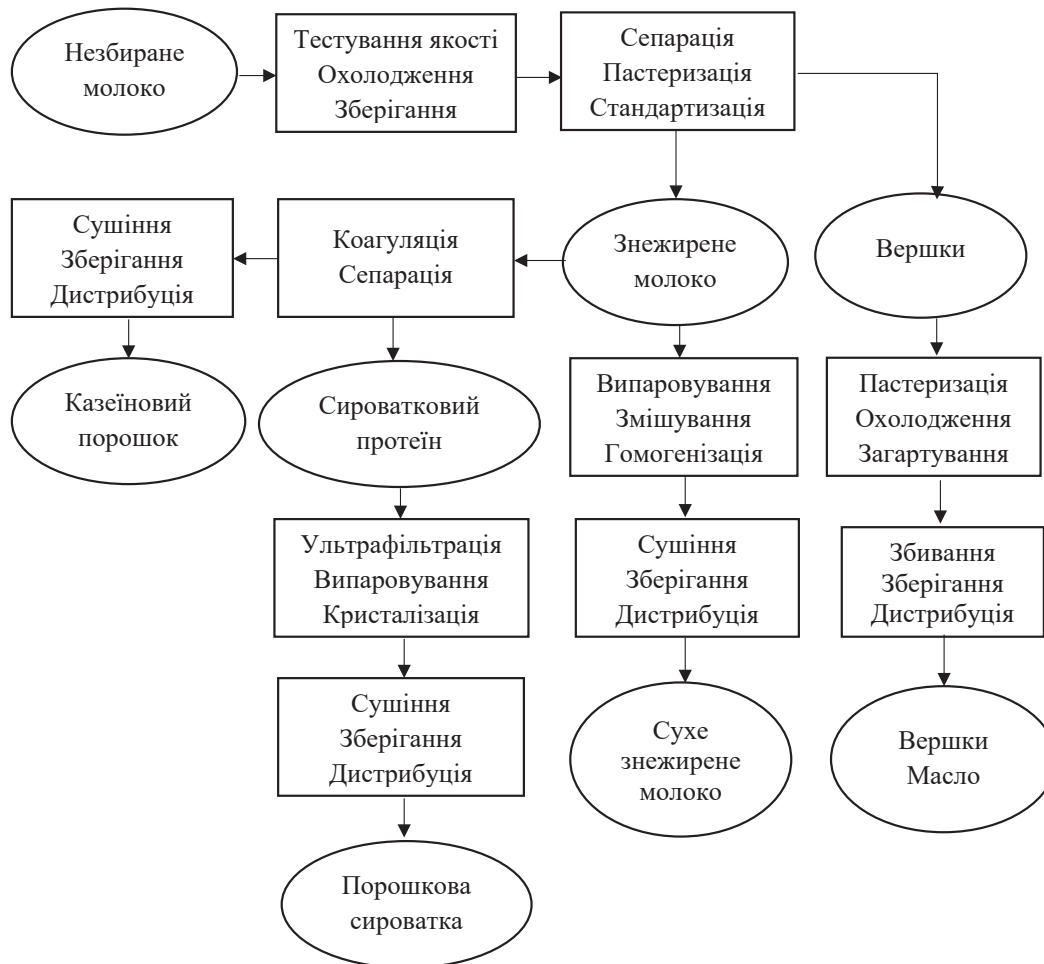 Незбиране
молоко
Тестування якості
Охолодження
Зберігання
Сепарація
Пастеризація
Стандартизація
Сушіння
Зберігання
Дистрибуція
Коагуляція
Сепарація
Знежирене
молоко
Вершки
Казеїновий
порошок
Сироватковий
протеїн
Випаровування
Змішування
Гомогенізація
Пастеризація
Охолодження
Загартування
Ультрафільтрація
Випаровування
Кристалізація
Сушіння
Зберігання
Дистрибуція
Збивання
Зберігання
Дистрибуція
Сушіння
Зберігання
Дистрибуція
Сухе
знежирене
молоко
Вершки
Масло
Порошкова
сироватка